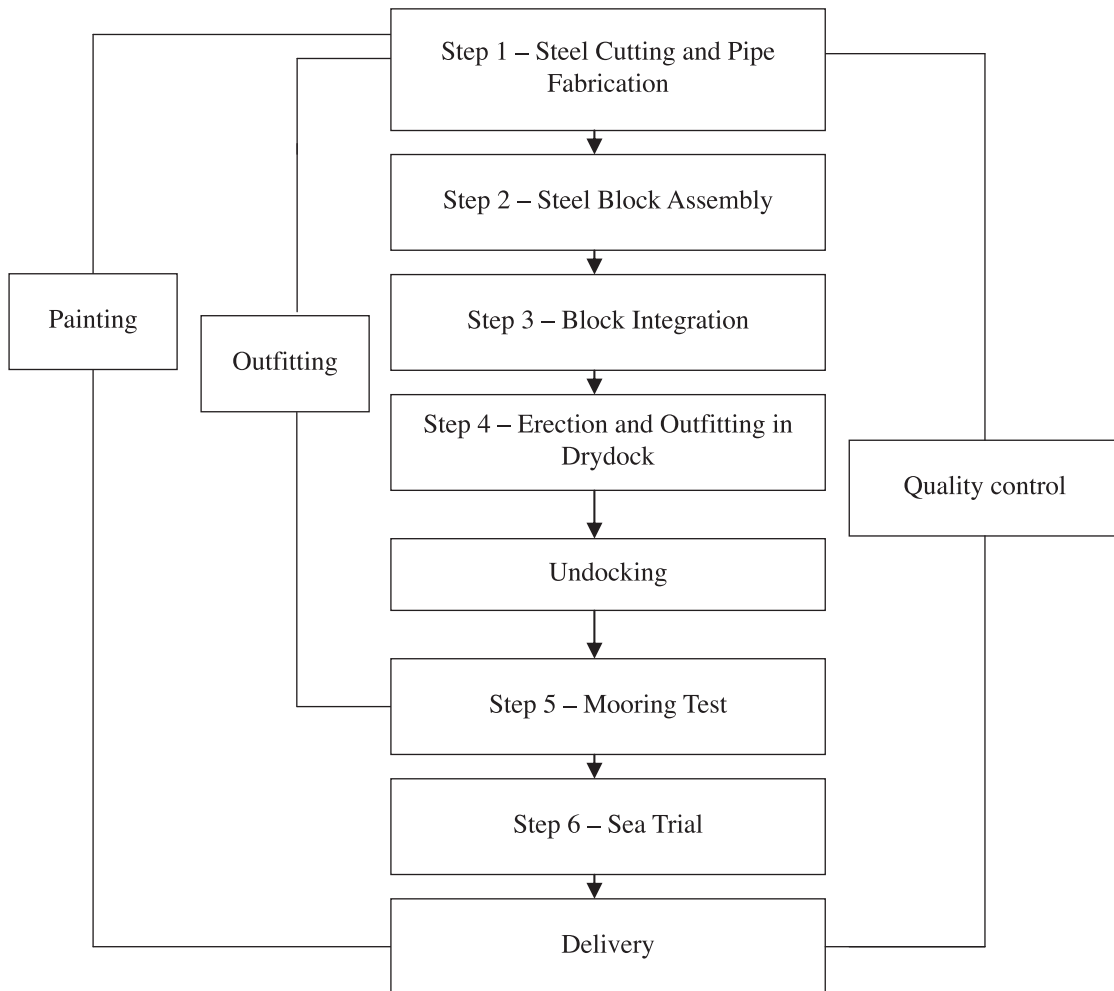 Step 1 – Steel Cutting and Pipe
Fabrication
Step 2 – Steel Block Assembly
Painting
Step 3 – Block Integration
Outfitting
Step 4 – Erection and Outfitting in
Drydock
Quality control
Undocking
Step 5 – Mooring Test
Step 6 – Sea Trial
Delivery